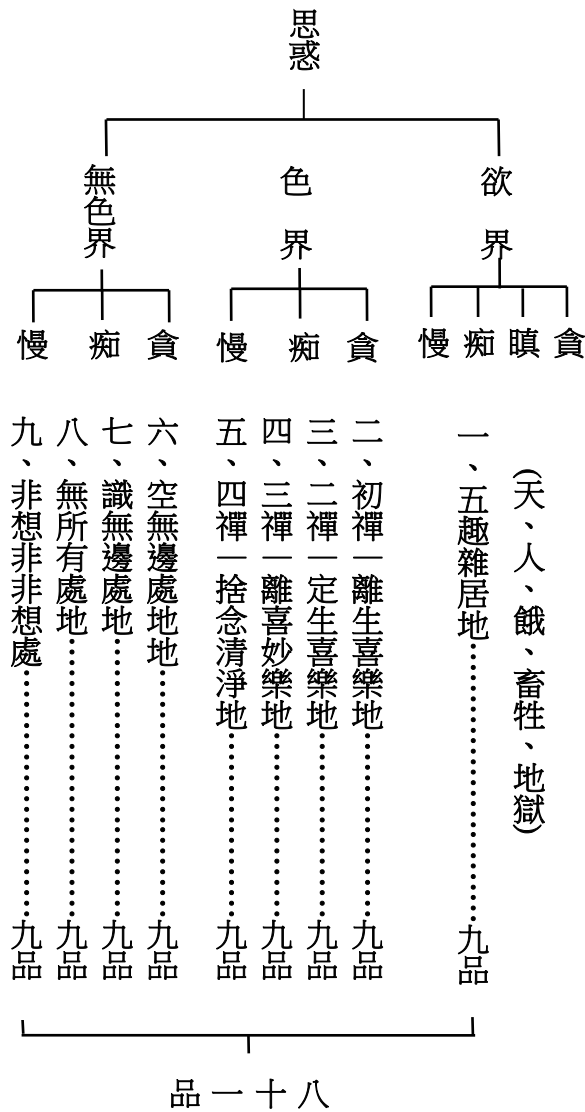 思惑
欲界
色界
無色界
貪
瞋
痴
慢
貪
痴
慢
貪
痴
慢
(天、人、餓、畜牲、地獄)
一、五趣雜居地……九品
二、初禪—離生喜樂地……九品
三、二禪—定生喜樂地……九品
四、三禪—離喜妙樂地……九品
五、四禪—捨念清淨地……九品
六、空無邊處地地……九品
七、識無邊處地……九品
八、無所有處地……九品
九、非想非非想處……九品
八十一品